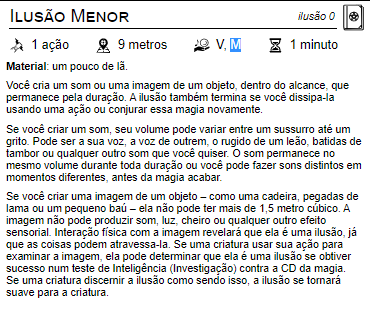 ILUSÃO MENOR ilusão 0
1 ação 9 metros V, M 1 minuto
Material: um pouco de lã.
Você cria um som ou uma imagem de um objeto, dentro do alcance, que
permanece pela duração. A ilusão também termina se você dissipa-la
usando uma ação ou conjurar essa magia novamente.
Se você criar um som, seu volume pode variar entre um sussurro até um
grito. Pode ser a sua voz, a voz de outrem, o rugido de um leão, batidas de
tambor ou qualquer outro som que você quiser. O som permanece no
mesmo volume durante toda duração ou você pode fazer sons distintos em
momentos diferentes, antes da magia acabar.
Se você criar uma imagem de um objeto – como uma cadeira, pegadas de
lama ou um pequeno baú – ela não pode ter mais de 1,5 metro cúbico. A
imagem não pode produzir som, luz, cheiro ou qualquer outro efeito
sensorial. Interação física com a imagem revelará que ela é uma ilusão, já
que as coisas podem atravessa-la. Se uma criatura usar sua ação para
examinar a imagem, ela pode determinar que ela é uma ilusão se obtiver
sucesso num teste de Inteligência (Investigação) contra a CD da magia.
Se uma criatura discernir a ilusão como sendo isso, a ilusão se tornará
suave para a criatura.